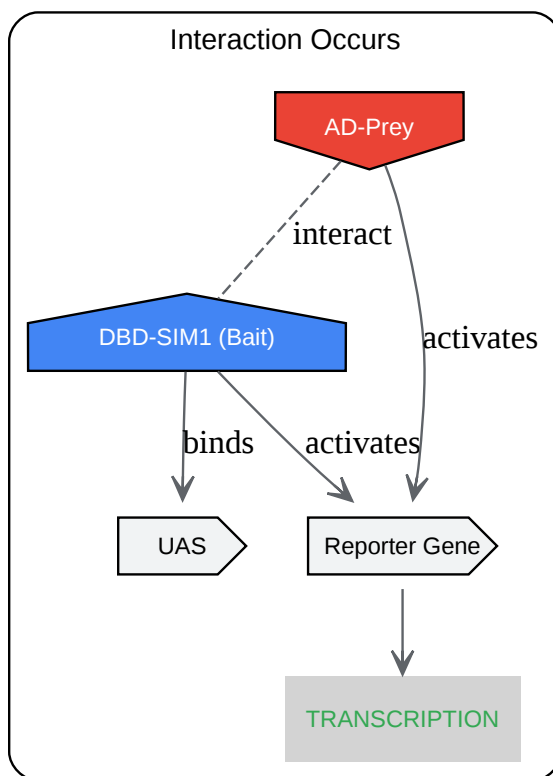 Interaction Occurs
AD-Prey
interact
DBD-SIM1 (Bait)
activates
binds
activates
UAS
Reporter Gene
TRANSCRIPTION